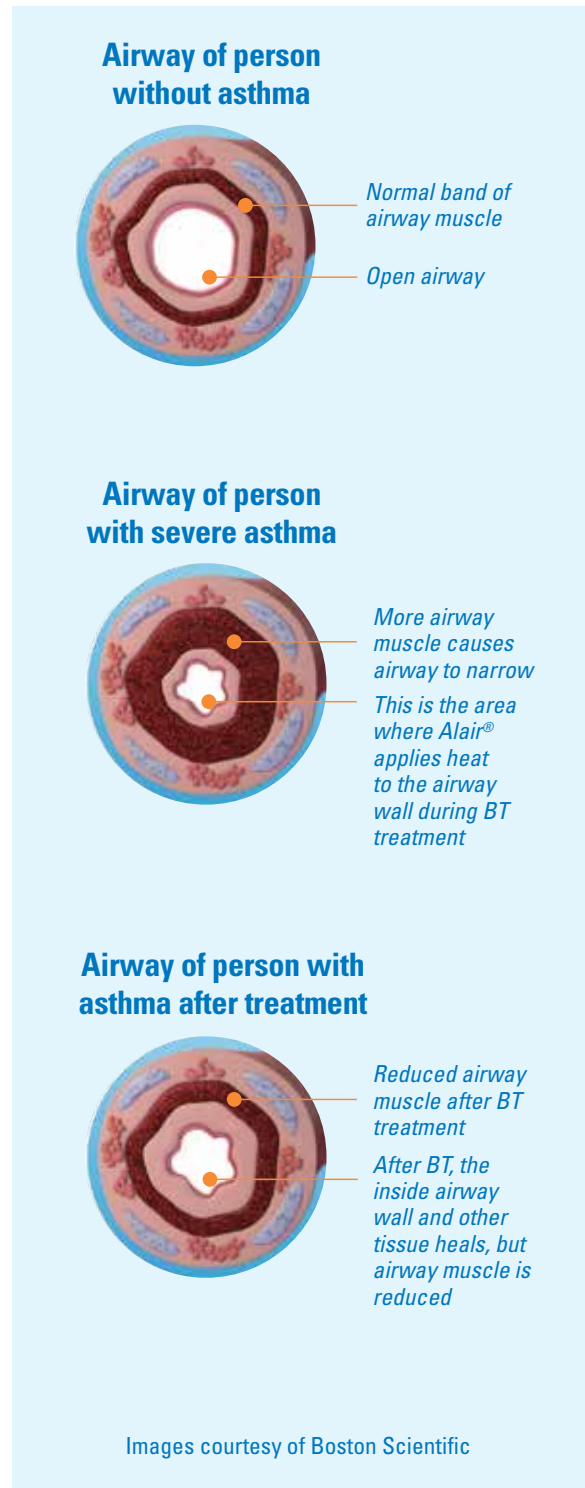 Airway of person
without asthma
Normal band of
airway muscle
Open airway
Airway of person
with severe asthma
More airway
muscle causes
airway to narrow
This is the area
where Alair®
applies heat
to the airway
wall during BT
treatment
Airway of person with
asthma after treatment
Reduced airway
muscle after BT
treatment
After BT, the
inside airway
wall and other
tissue heals, but
airway muscle is
reduced
Images courtesy of Boston Scientific